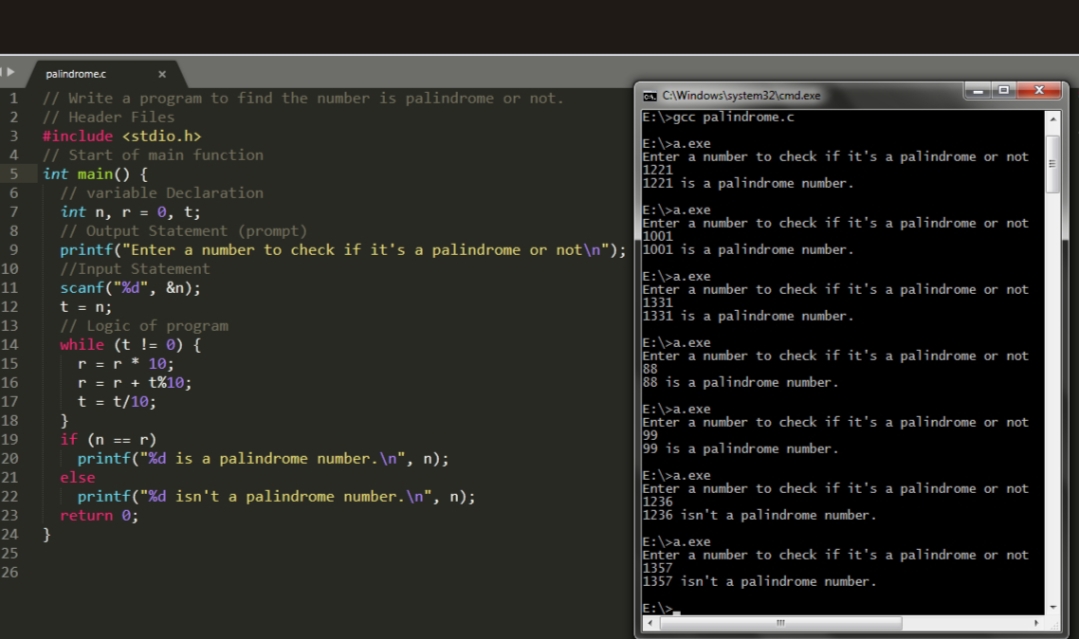 palindrome.c x
1 // Write a program to find the number is palindrome or not.
2 // Header Files
3 #include <stdio.h>
4 // Start of main function
5 int main() {
6 // variable Declaration
7 int n, r = 0, t;
8 // Output Statement (prompt)
9 printf("Enter a number to check if it's a palindrome or not\n");
10 //Input Statement
11 scanf("%d", &n);
12 t = n;
13 // Logic of program
14 while (t != 0) {
15 r = r * 10;
16 r = r + t%10;
17 t = t/10;
18 }
19 if (n == r)
20 printf("%d is a palindrome number.\n", n);
21 else
22 printf("%d isn't a palindrome number.\n", n);
23 return 0;
24 }
25
26
C:\Windows\system32\cmd.exe
E:\>gcc palindrome.c
E:\>a.exe
Enter a number to check if it's a palindrome or not
1221
1221 is a palindrome number.
E:\>a.exe
Enter a number to check if it's a palindrome or not
1001
1001 is a palindrome number.
E:\>a.exe
Enter a number to check if it's a palindrome or not
1331
1331 is a palindrome number.
E:\>a.exe
Enter a number to check if it's a palindrome or not
88
88 is a palindrome number.
E:\>a.exe
Enter a number to check if it's a palindrome or not
99
99 is a palindrome number.
E:\>a.exe
Enter a number to check if it's a palindrome or not
1236
1236 isn't a palindrome number.
E:\>a.exe
Enter a number to check if it's a palindrome or not
1357
1357 isn't a palindrome number.
E:\>_